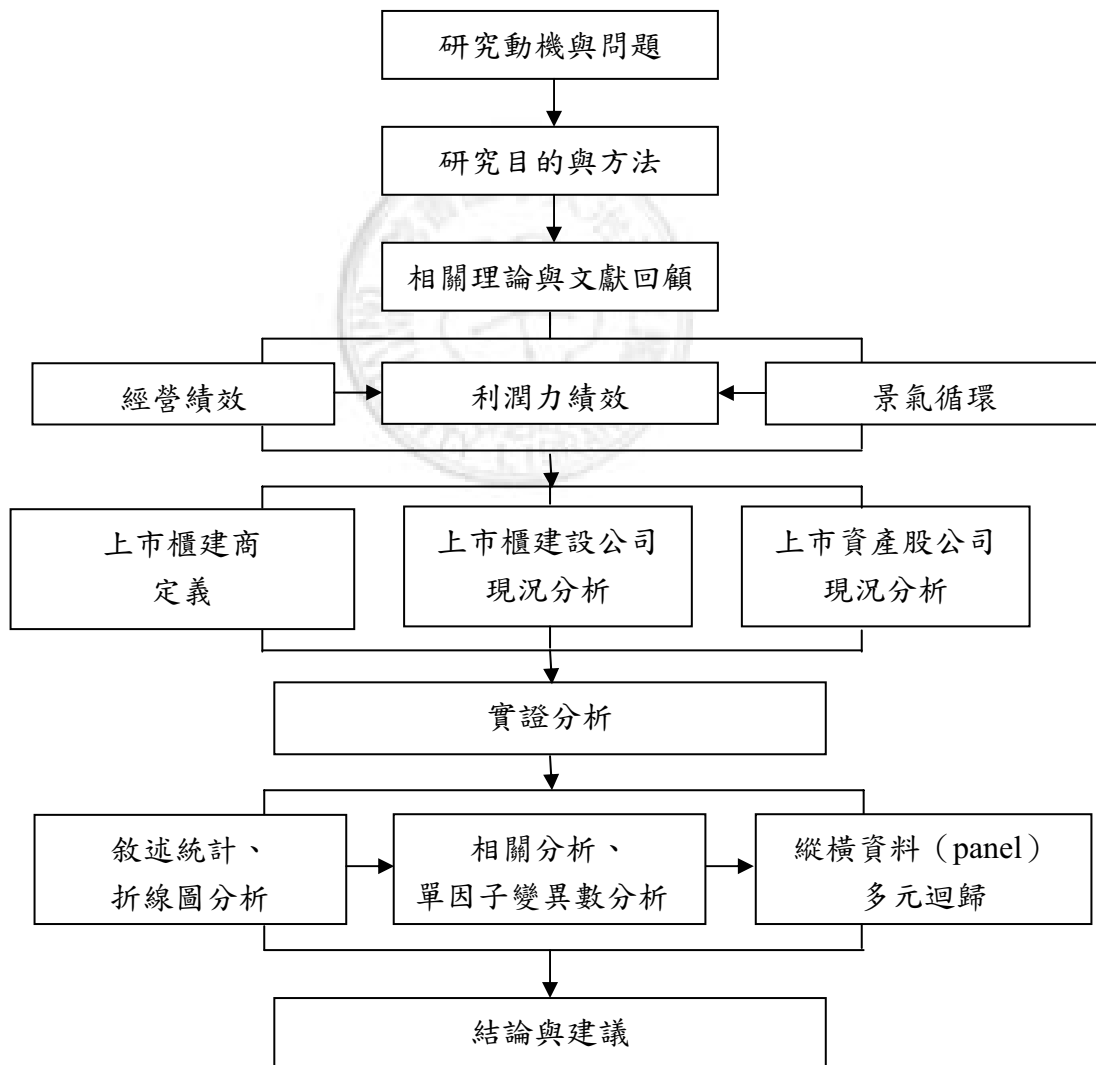 研究動機與問題
研究目的與方法
相關理論與文獻回顧
經營績效
利潤力績效
景氣循環
上市櫃建商
定義
上市櫃建設公司
現況分析
上市資產股公司
現況分析
實證分析
敘述統計、
折線圖分析
相關分析、
單因子變異數分析
縱橫資料（panel）
多元迴歸
結論與建議